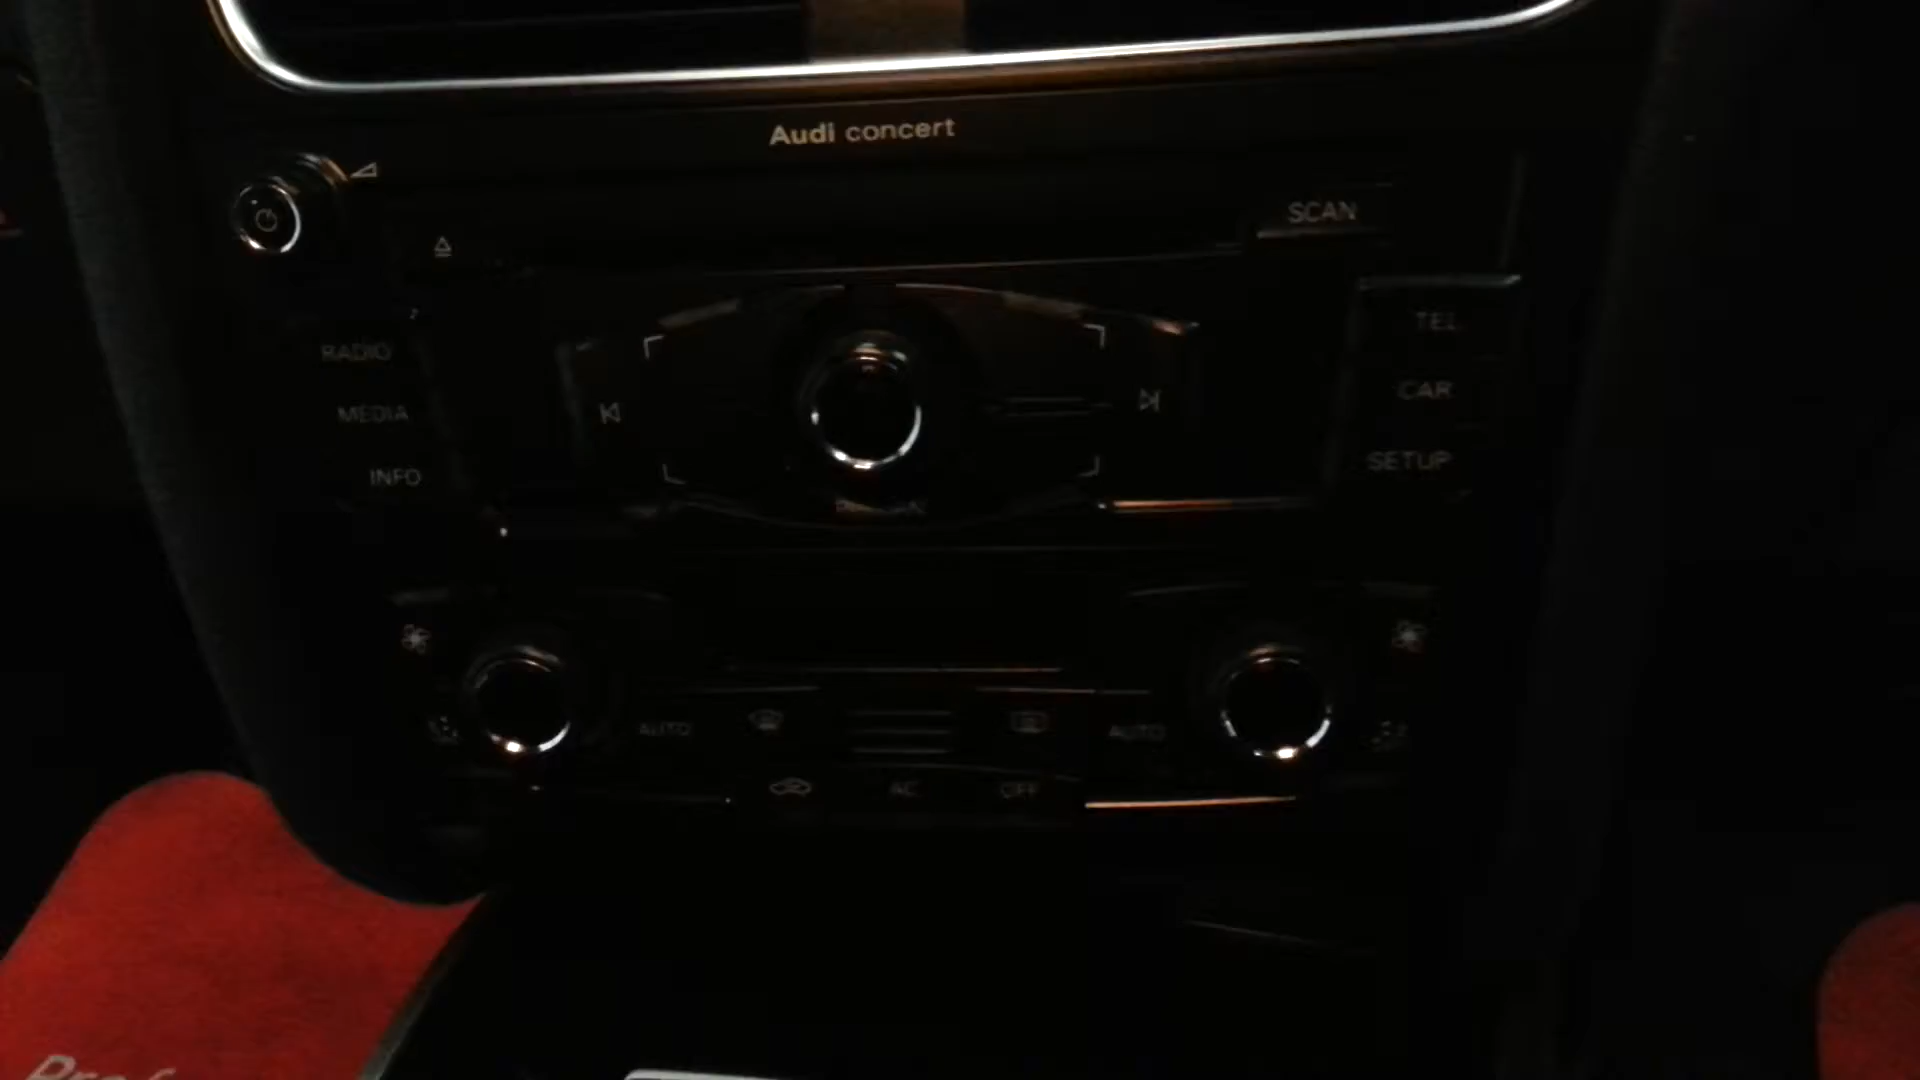 Audi concert
SCAN
RADIO
MEDIA
INFO
TEL
CAR
SETUP
AUTO
AUTO
AC
OFF